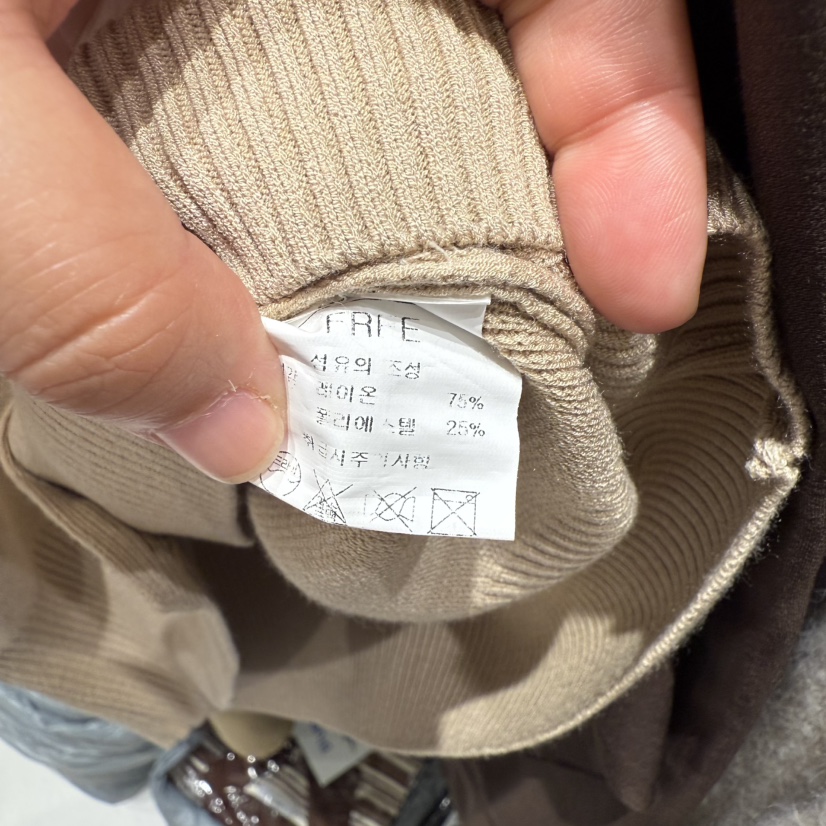 FREE
섬유의 조성
레이온 75%
폴리에스텔 25%
취급시주의사항